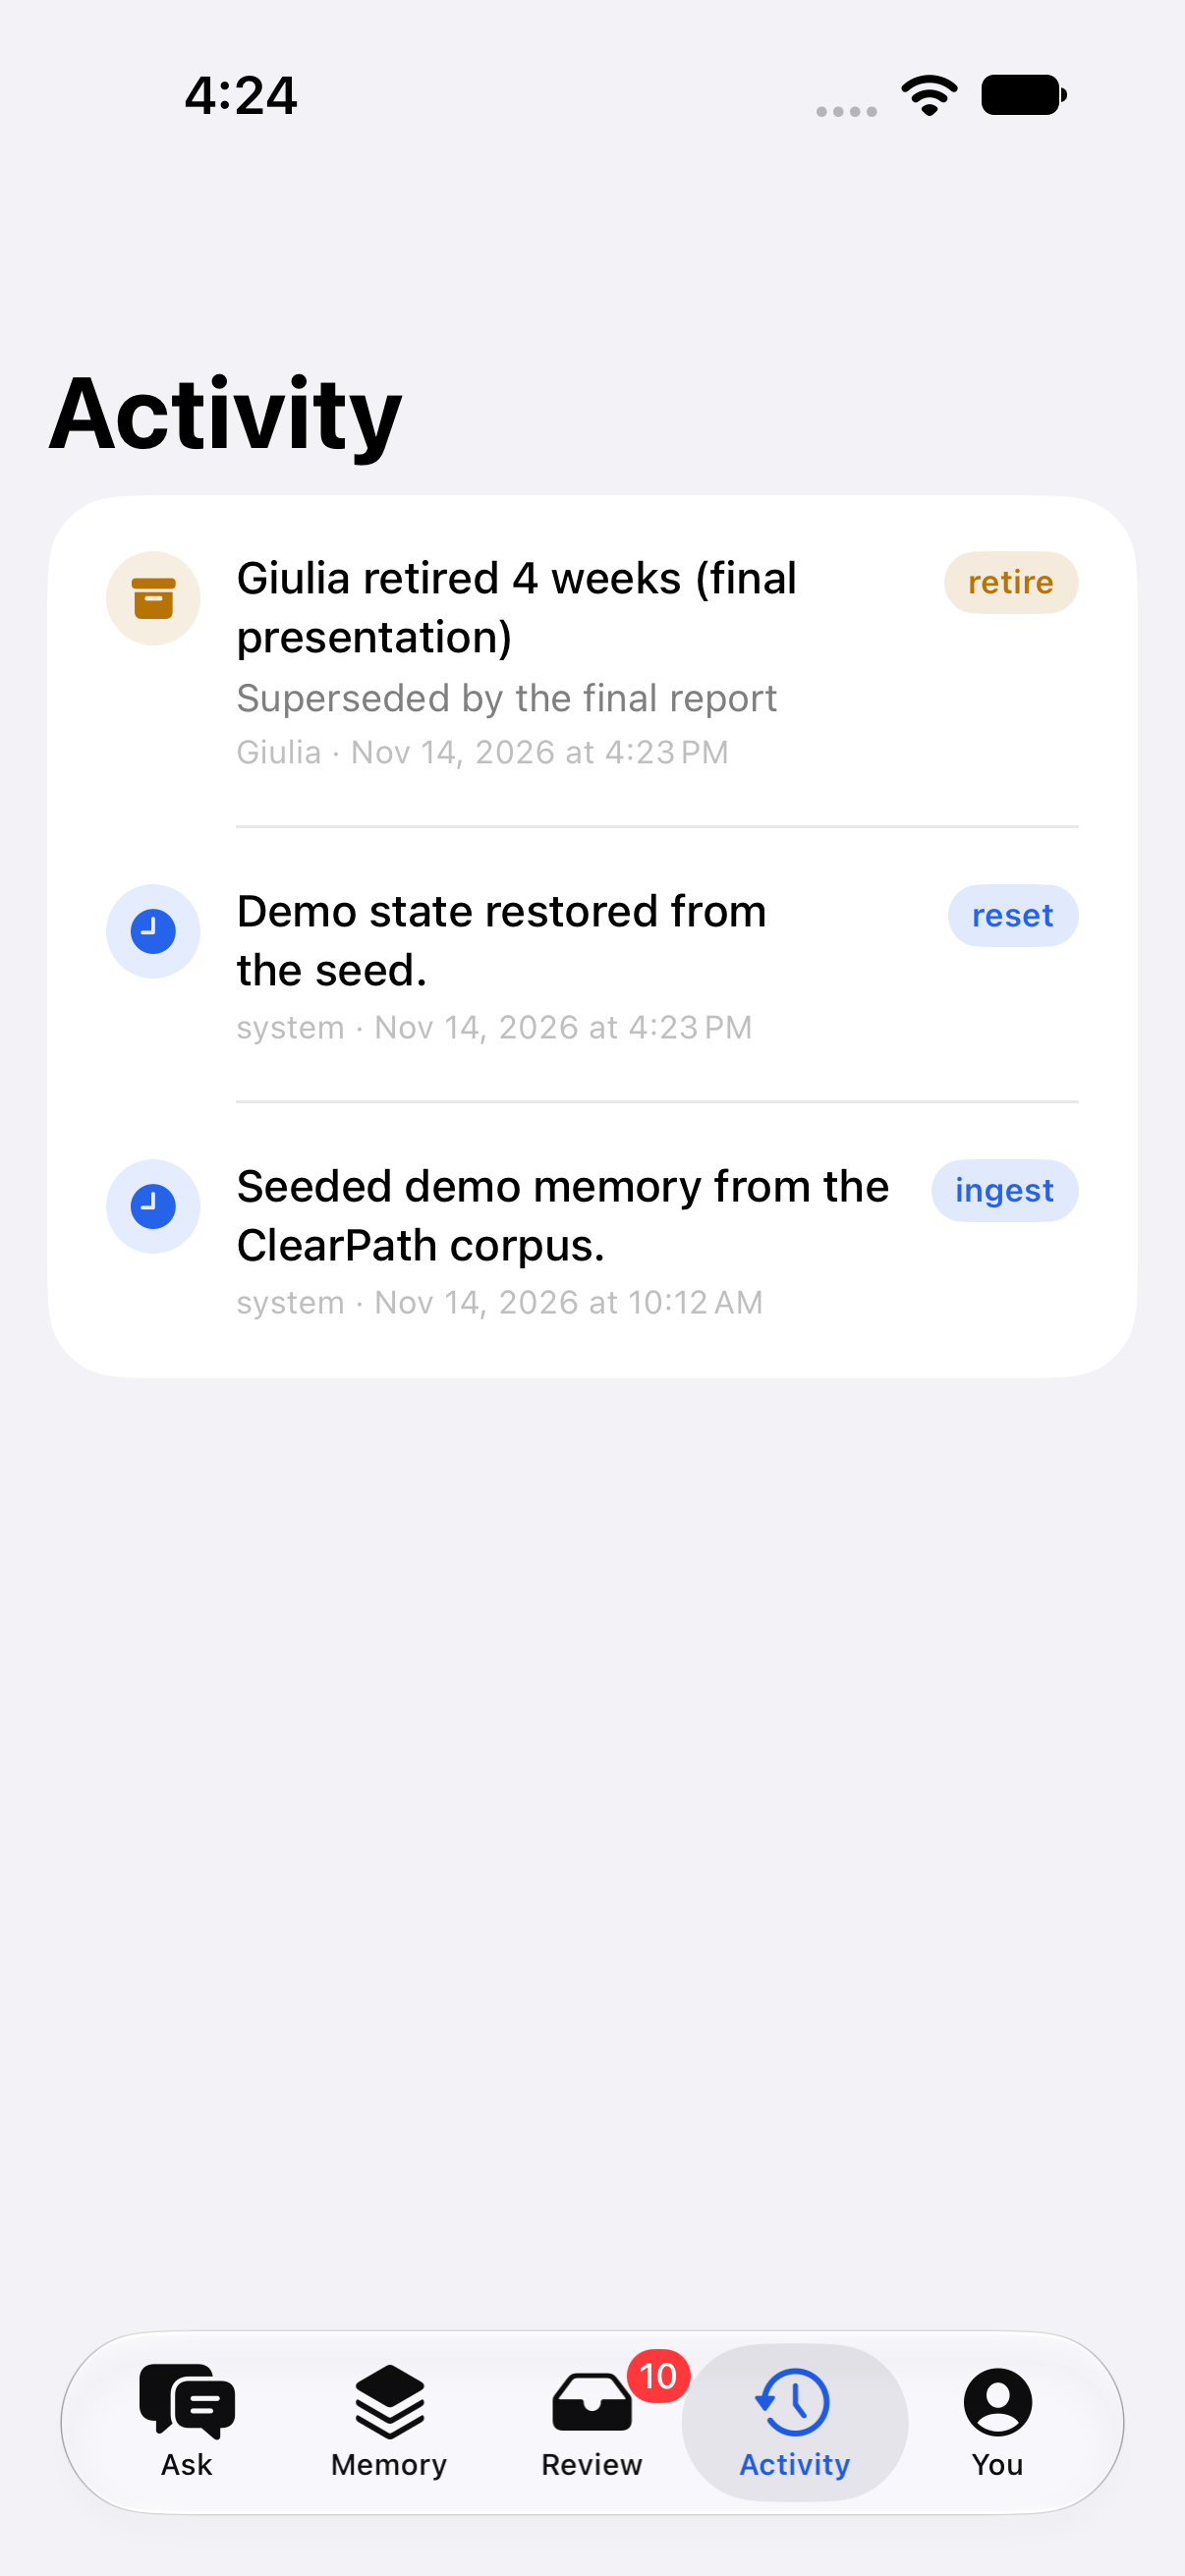 4:24
Activity
Giulia retired 4 weeks (final
presentation)
retire
Superseded by the final report
Giulia · Nov 14, 2026 at 4:23 PM
Demo state restored from
the seed.
reset
system · Nov 14, 2026 at 4:23 PM
Seeded demo memory from the
ClearPath corpus.
ingest
system · Nov 14, 2026 at 10:12 AM
10
Ask
Memory
Review
Activity
You